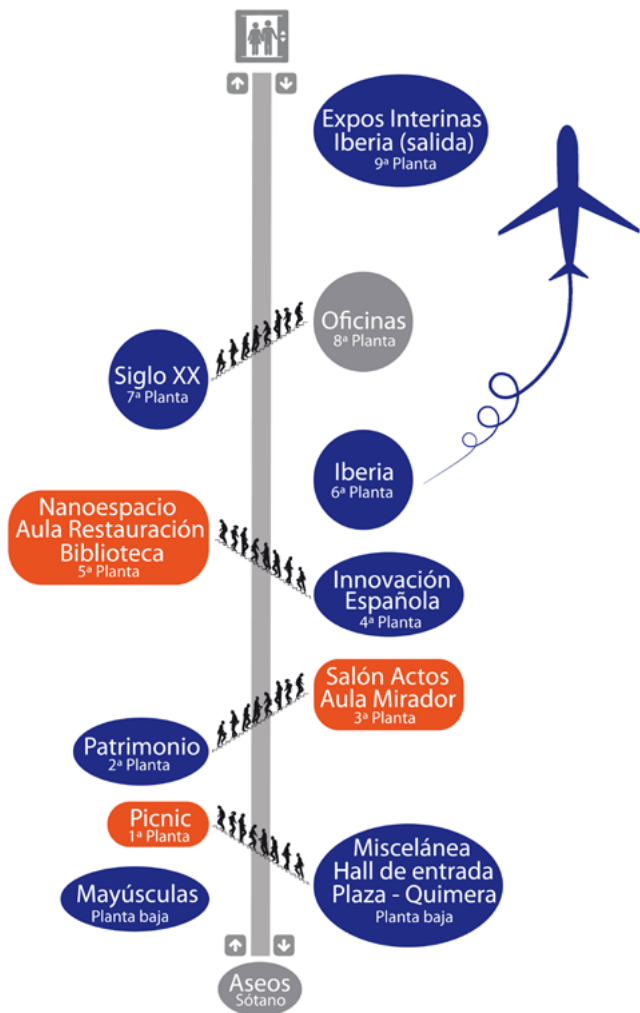 Expos Interinas
Iberia (salida)
9ª Planta
Oficinas
8ª Planta
Siglo XX
7ª Planta
Iberia
6ª Planta
Nanoespacio
Aula Restauración
Biblioteca
5ª Planta
Innovación
Española
4ª Planta
Salón Actos
Aula Mirador
3ª Planta
Patrimonio
2ª Planta
Picnic
1ª Planta
Miscelánea
Hall de entrada
Plaza - Quimera
Planta baja
Mayúsculas
Planta baja
Aseos
Sótano